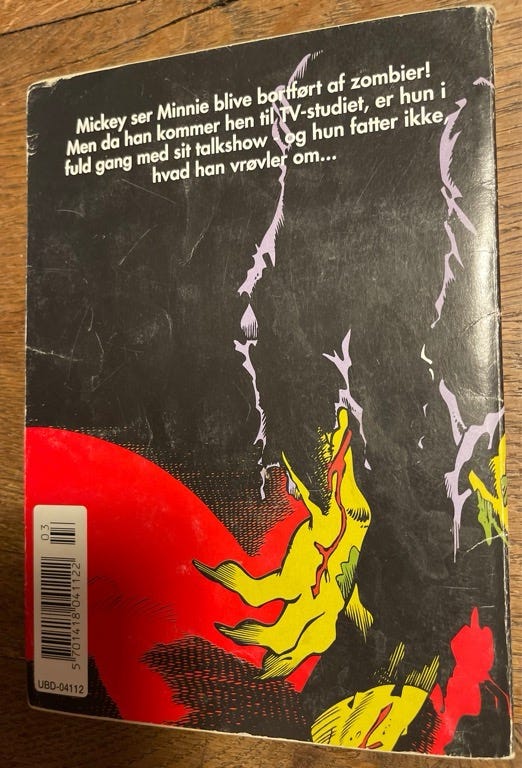 Mickey ser Minnie blive bortført af zombier!
Men da han kommer hen til TV-studiet, er hun i
fuld gang med sit talkshow, og hun fatter ikke,
hvad han vrøvler om...
03
5 701418 041122
UBD-04112